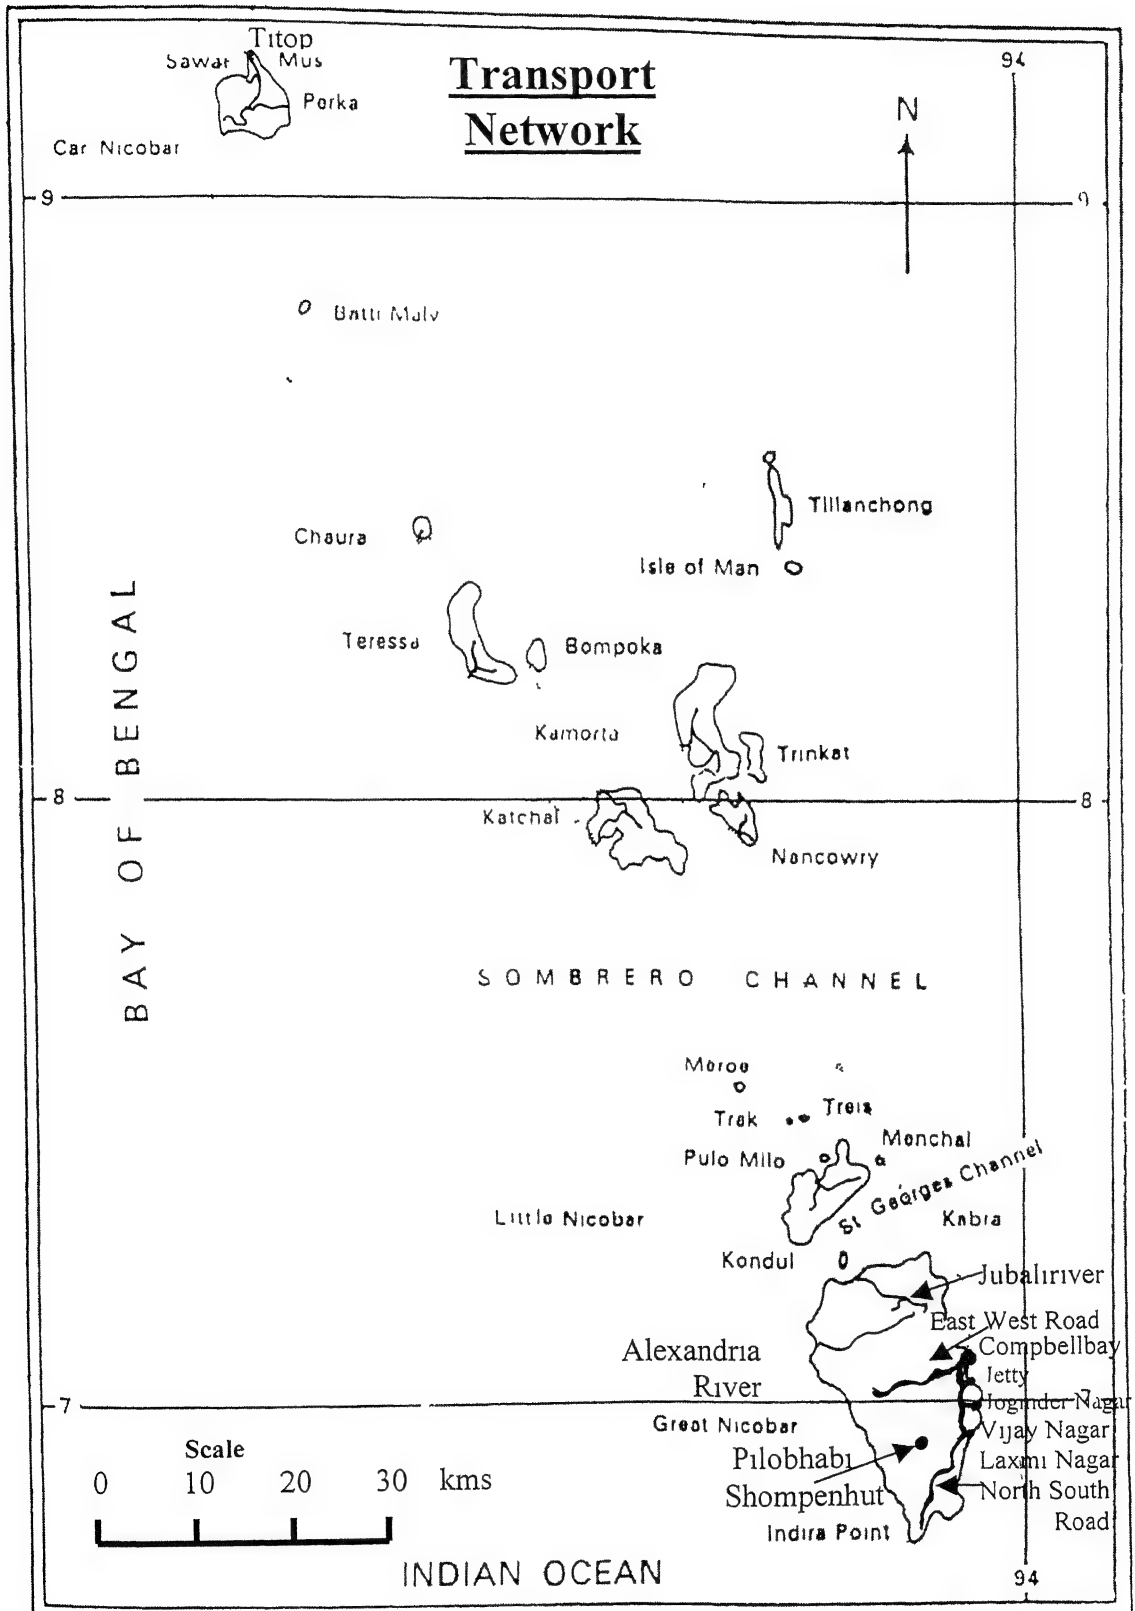 Titop
Sawai Mus
Perka
Car Nicobar
Transport
Network
94
N
9 9
Batti Malv
Tillanchong
Chaura
Isle of Man
Teressa
Bompoka
Kamorta
Trinkat
8 8
Katchal
Nancowry
BAY OF BENGAL
SOMBRERO CHANNEL
Meroe
Treis
Trak
Menchal
Pulo Milo
St Georges Channel
Little Nicobar
Kabra
Kondul
Jubaliriver
East West Road
Alexandria
River
Compbellbay
Jetty
7 7
Joginder Nagar
Great Nicobar
Vijay Nagar
Pilobhabi
Laxmi Nagar
Shompenhut
North South
Road
Indira Point
Scale
0 10 20 30 kms
INDIAN OCEAN
94